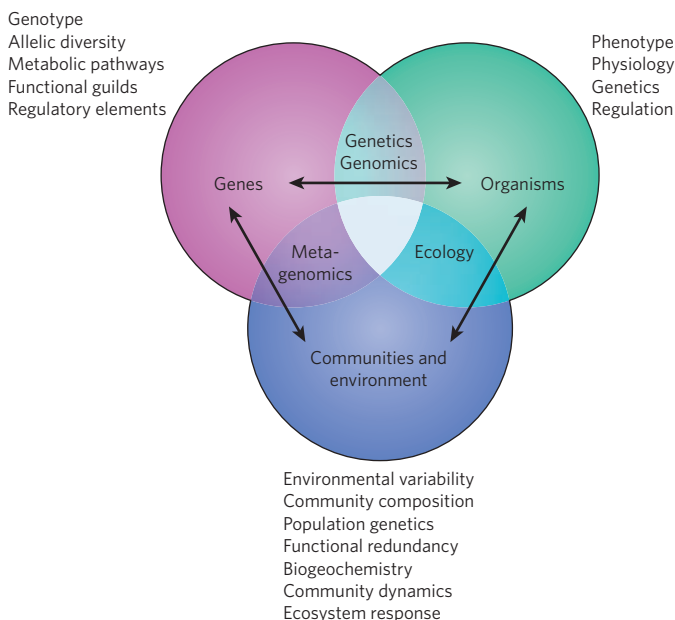 Genotype
Allelic diversity
Metabolic pathways
Functional guilds
Regulatory elements
Phenotype
Physiology
Genetics
Regulation
Genetics
Genomics
Genes
Organisms
Meta-
genomics
Ecology
Communities and
environment
Environmental variability
Community composition
Population genetics
Functional redundancy
Biogeochemistry
Community dynamics
Ecosystem response